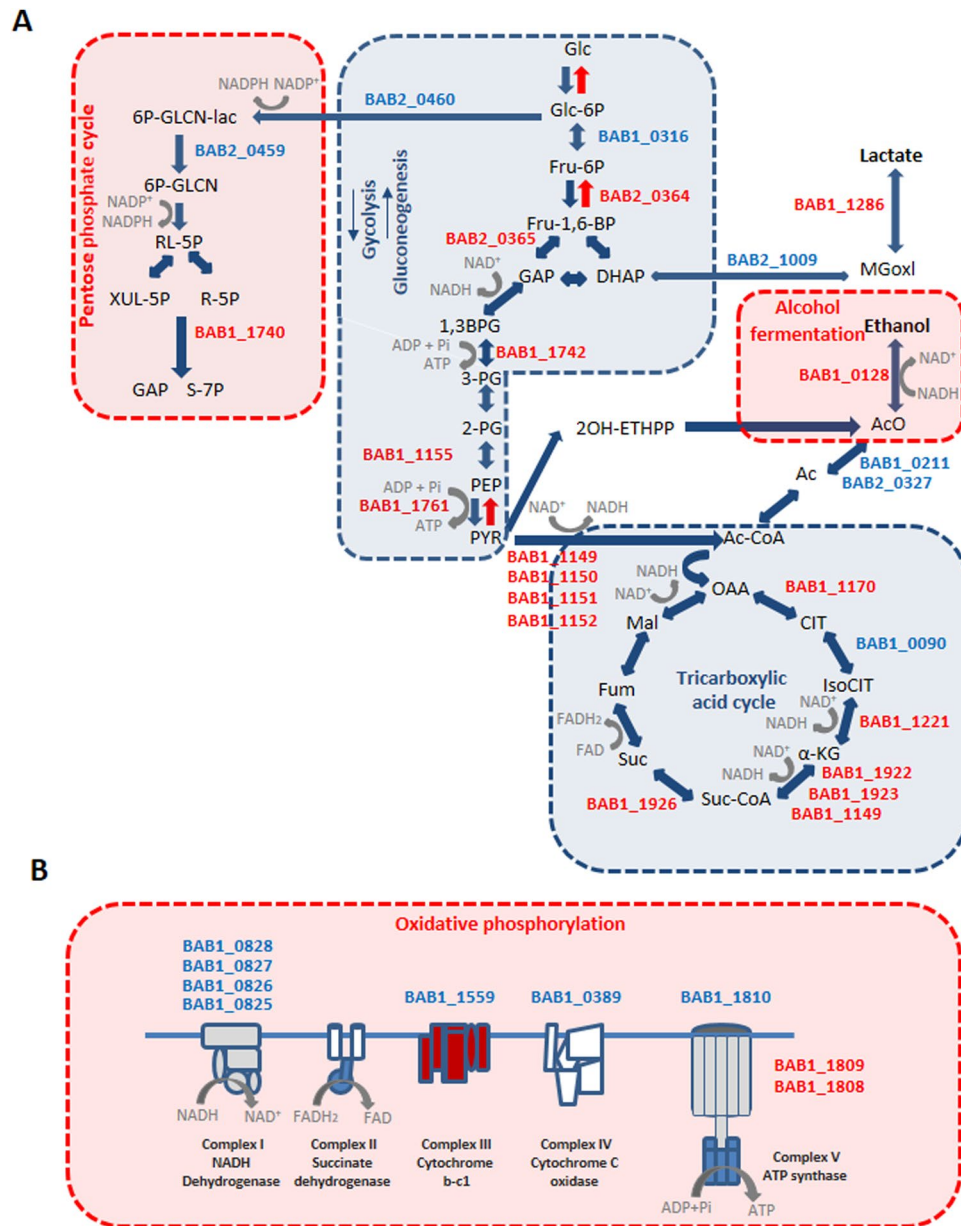 A
Pentose phosphate cycle
NADPH NADP⁺
6P-GLCN-lac
BAB2_0459
6P-GLCN
NADP⁺
NADPH
RL-5P
XUL-5P R-5P
BAB1_1740
GAP S-7P
BAB2_0460
Glc
Glc-6P
BAB1_0316
Fru-6P
BAB2_0364
Fru-1,6-BP
Gycolysis
Gluconeogenesis
BAB2_0365
NAD⁺
NADH
GAP
DHAP
1,3BPG
ADP + Pi
ATP
BAB1_1742
3-PG
2-PG
BAB1_1155
PEP
ADP + Pi
BAB1_1761
ATP
PYR
BAB2_1009
Lactate
BAB1_1286
MGoxl
Alcohol
fermentation
Ethanol
BAB1_0128
NAD⁺
NADH
AcO
2OH-ETHPP
BAB1_0211
BAB2_0327
Ac
NAD⁺ NADH
BAB1_1149
BAB1_1150
BAB1_1151
BAB1_1152
Ac-CoA
NADH
NAD⁺
OAA
BAB1_1170
Mal
CIT
BAB1_0090
Fum
Tricarboxylic
acid cycle
IsoCIT
NAD⁺
NADH
BAB1_1221
FADH₂
FAD
Suc
NAD⁺
NADH
α-KG
BAB1_1922
BAB1_1923
BAB1_1149
BAB1_1926
Suc-CoA
B
Oxidative phosphorylation
BAB1_0828
BAB1_0827
BAB1_0826
BAB1_0825
BAB1_1559
BAB1_0389
BAB1_1810
BAB1_1809
BAB1_1808
NADH
NAD⁺
FADH₂
FAD
Complex I
NADH
Dehydrogenase
Complex II
Succinate
dehydrogenase
Complex III
Cytochrome
b-c1
Complex IV
Cytochrome C
oxidase
Complex V
ATP synthase
ADP+Pi
ATP